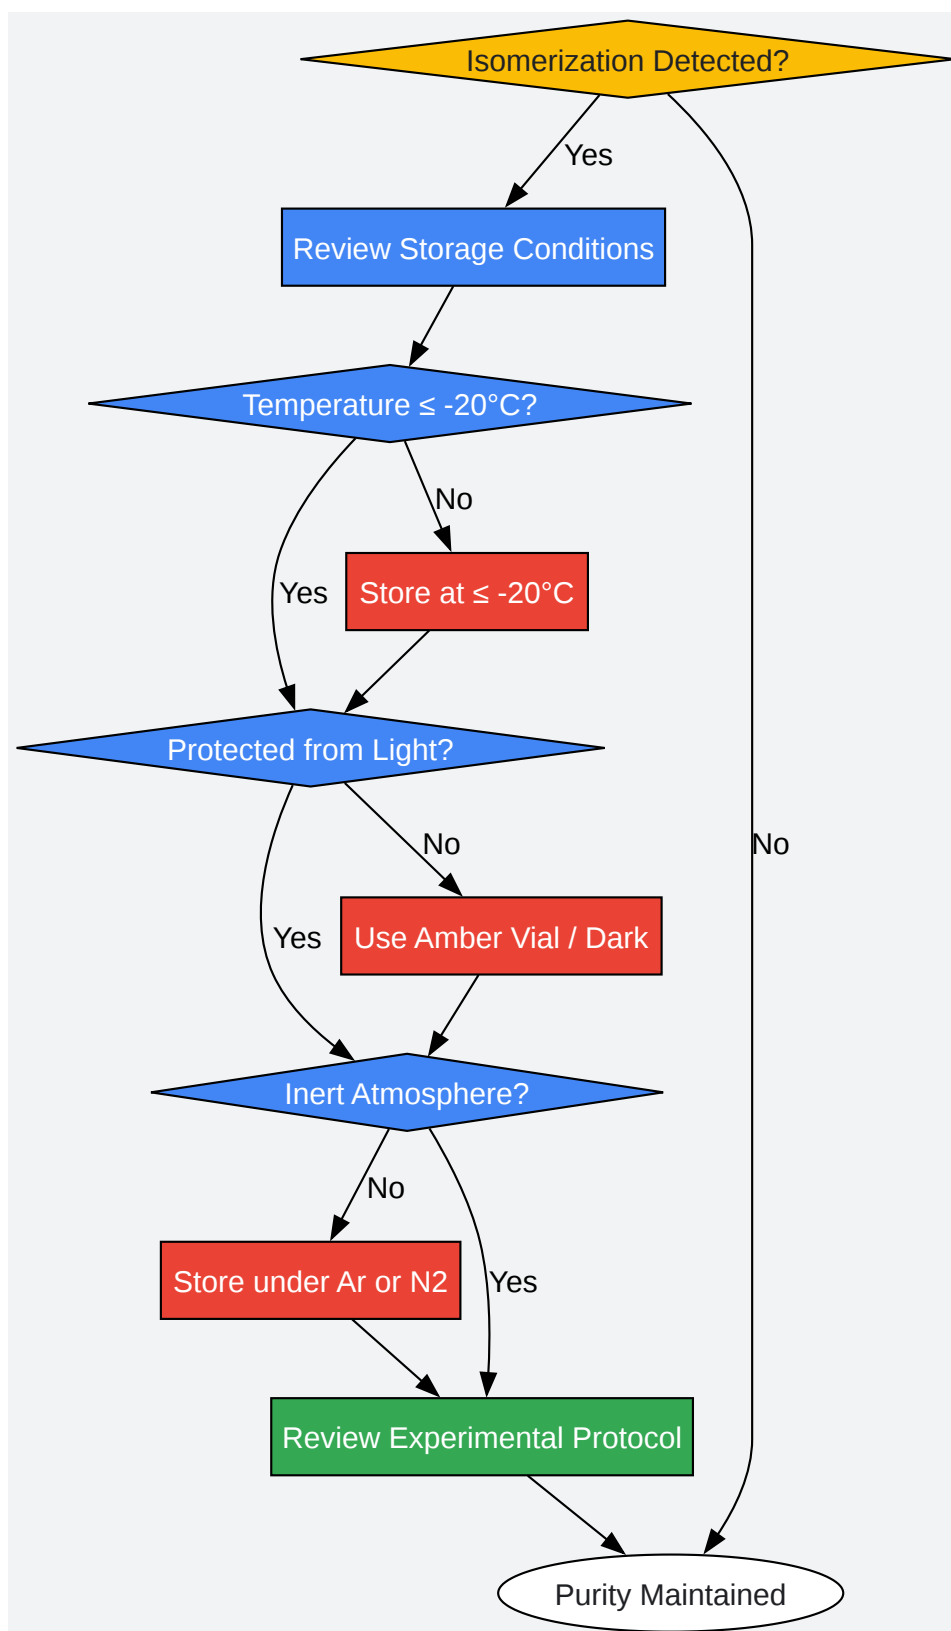 Isomerization Detected?
Yes
Review Storage Conditions
Temperature ≤ -20°C?
No
Yes
Store at ≤ -20°C
Protected from Light?
No
No
Yes
Use Amber Vial / Dark
Inert Atmosphere?
No
Store under Ar or N2
Yes
Review Experimental Protocol
Purity Maintained